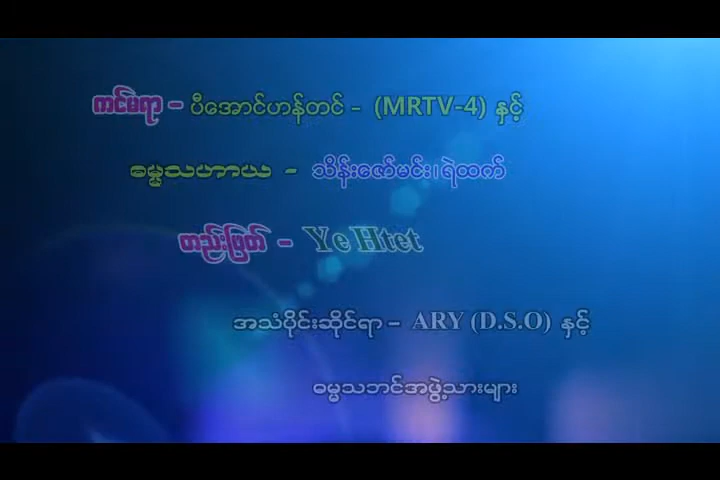 ကင်မရာ - ပီအောင်ဟန်တင် - (MRTV-4) နှင့်
ဓမ္မသဟာယ - သိန်းဇော်မင်း၊ ရဲထက်
တည်းဖြတ် - Ye Htet
အသံပိုင်းဆိုင်ရာ - ARY (D.S.O) နှင့်
ဓမ္မသဘင်အဖွဲ့သားများ